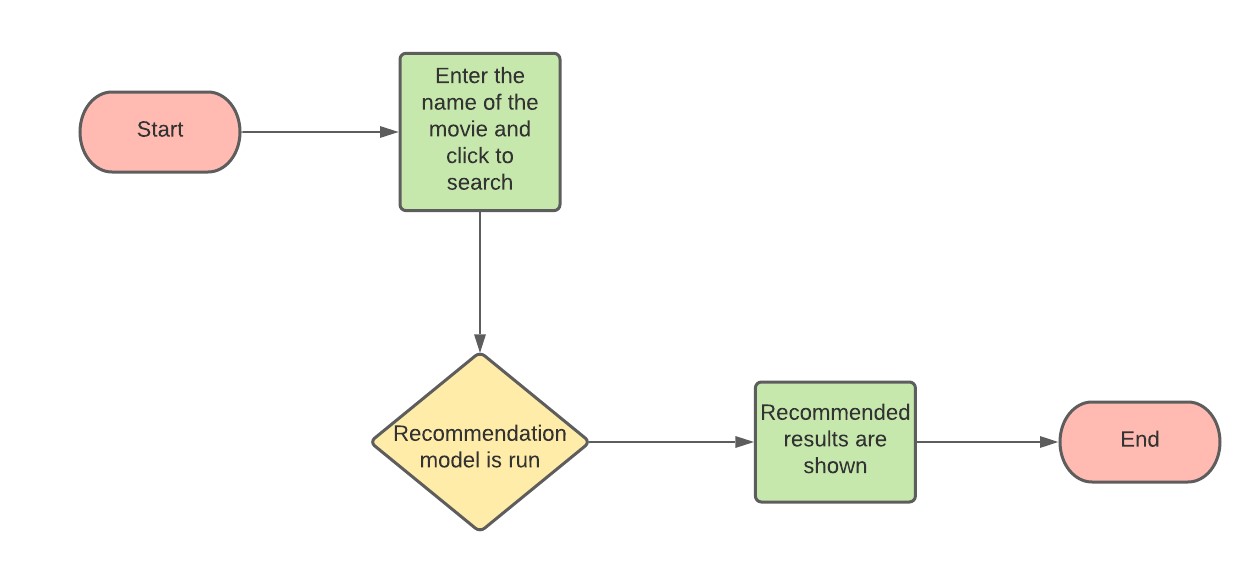 Start
Enter the
name of the
movie and
click to
search
Recommendation
model is run
Recommended
results are
shown
End